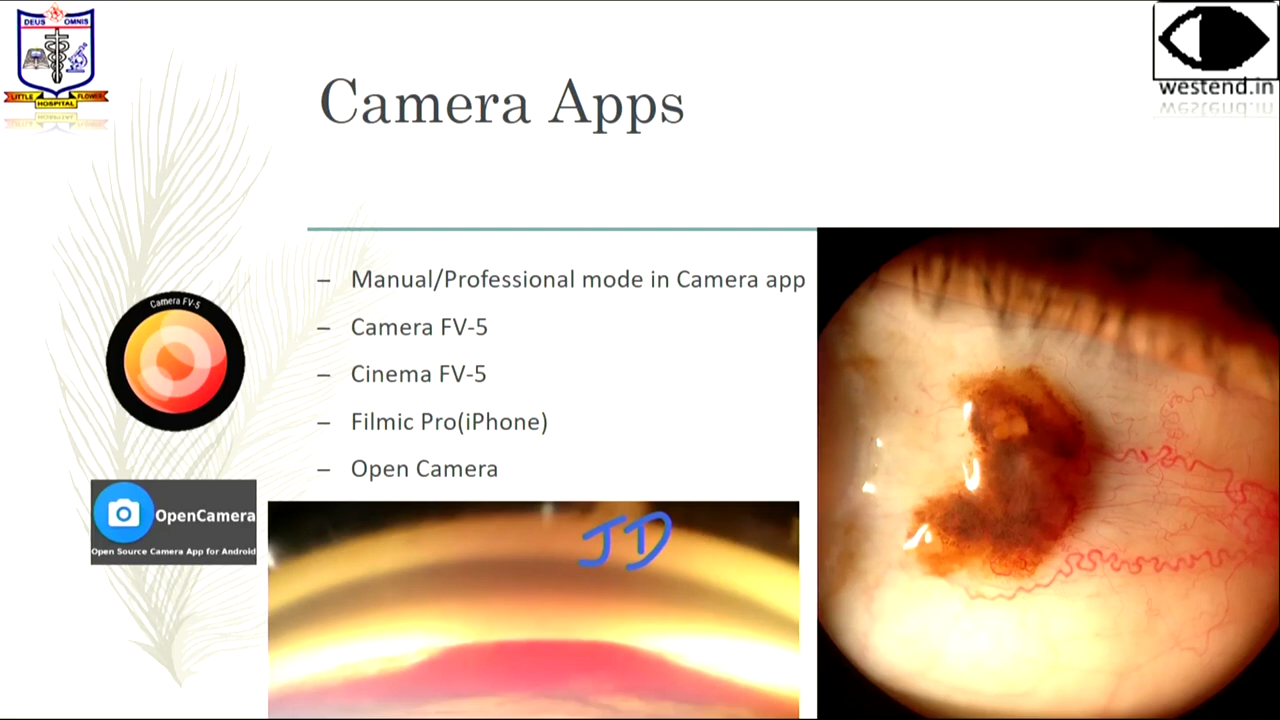 DEUS OMNIS
LITTLE FLOWER
HOSPITAL
westend.in
Camera Apps
– Manual/Professional mode in Camera app
– Camera FV-5
– Cinema FV-5
– Filmic Pro(iPhone)
– Open Camera
Camera FV-5
OpenCamera
Open Source Camera App for Android
JD